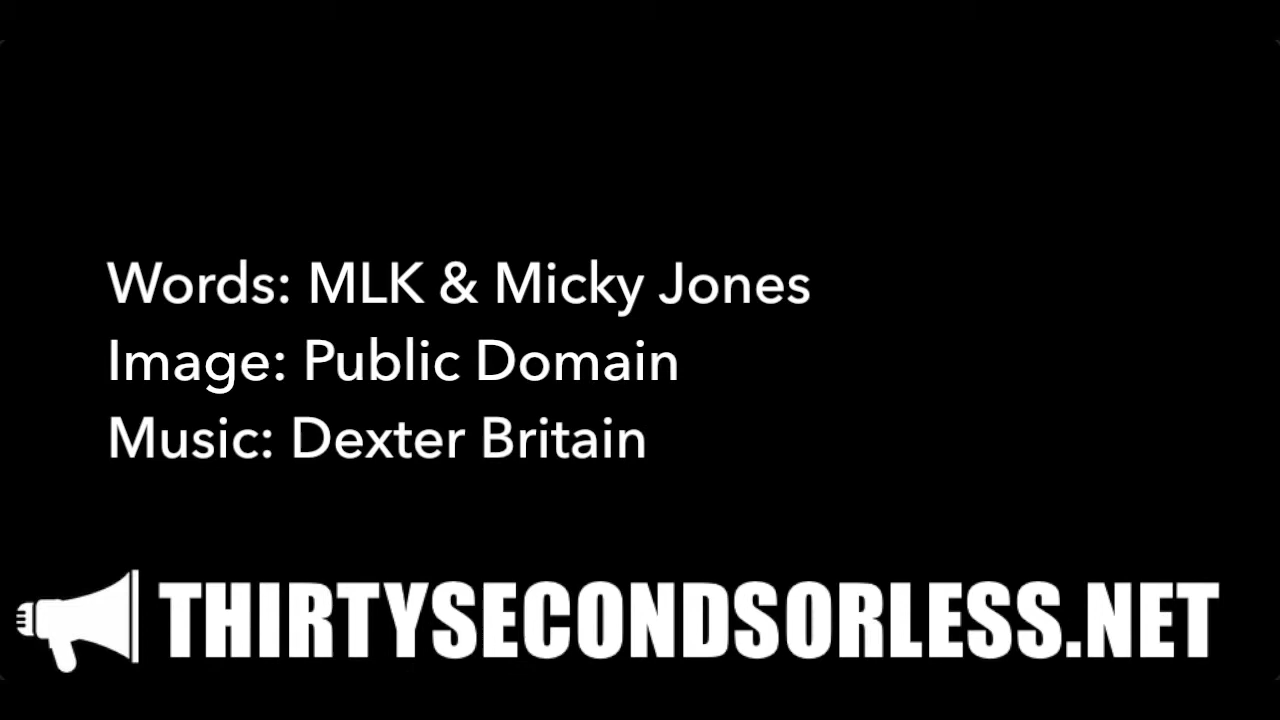 Words: MLK & Micky Jones
Image: Public Domain
Music: Dexter Britain
THIRTYSECONDSORLESS.NET